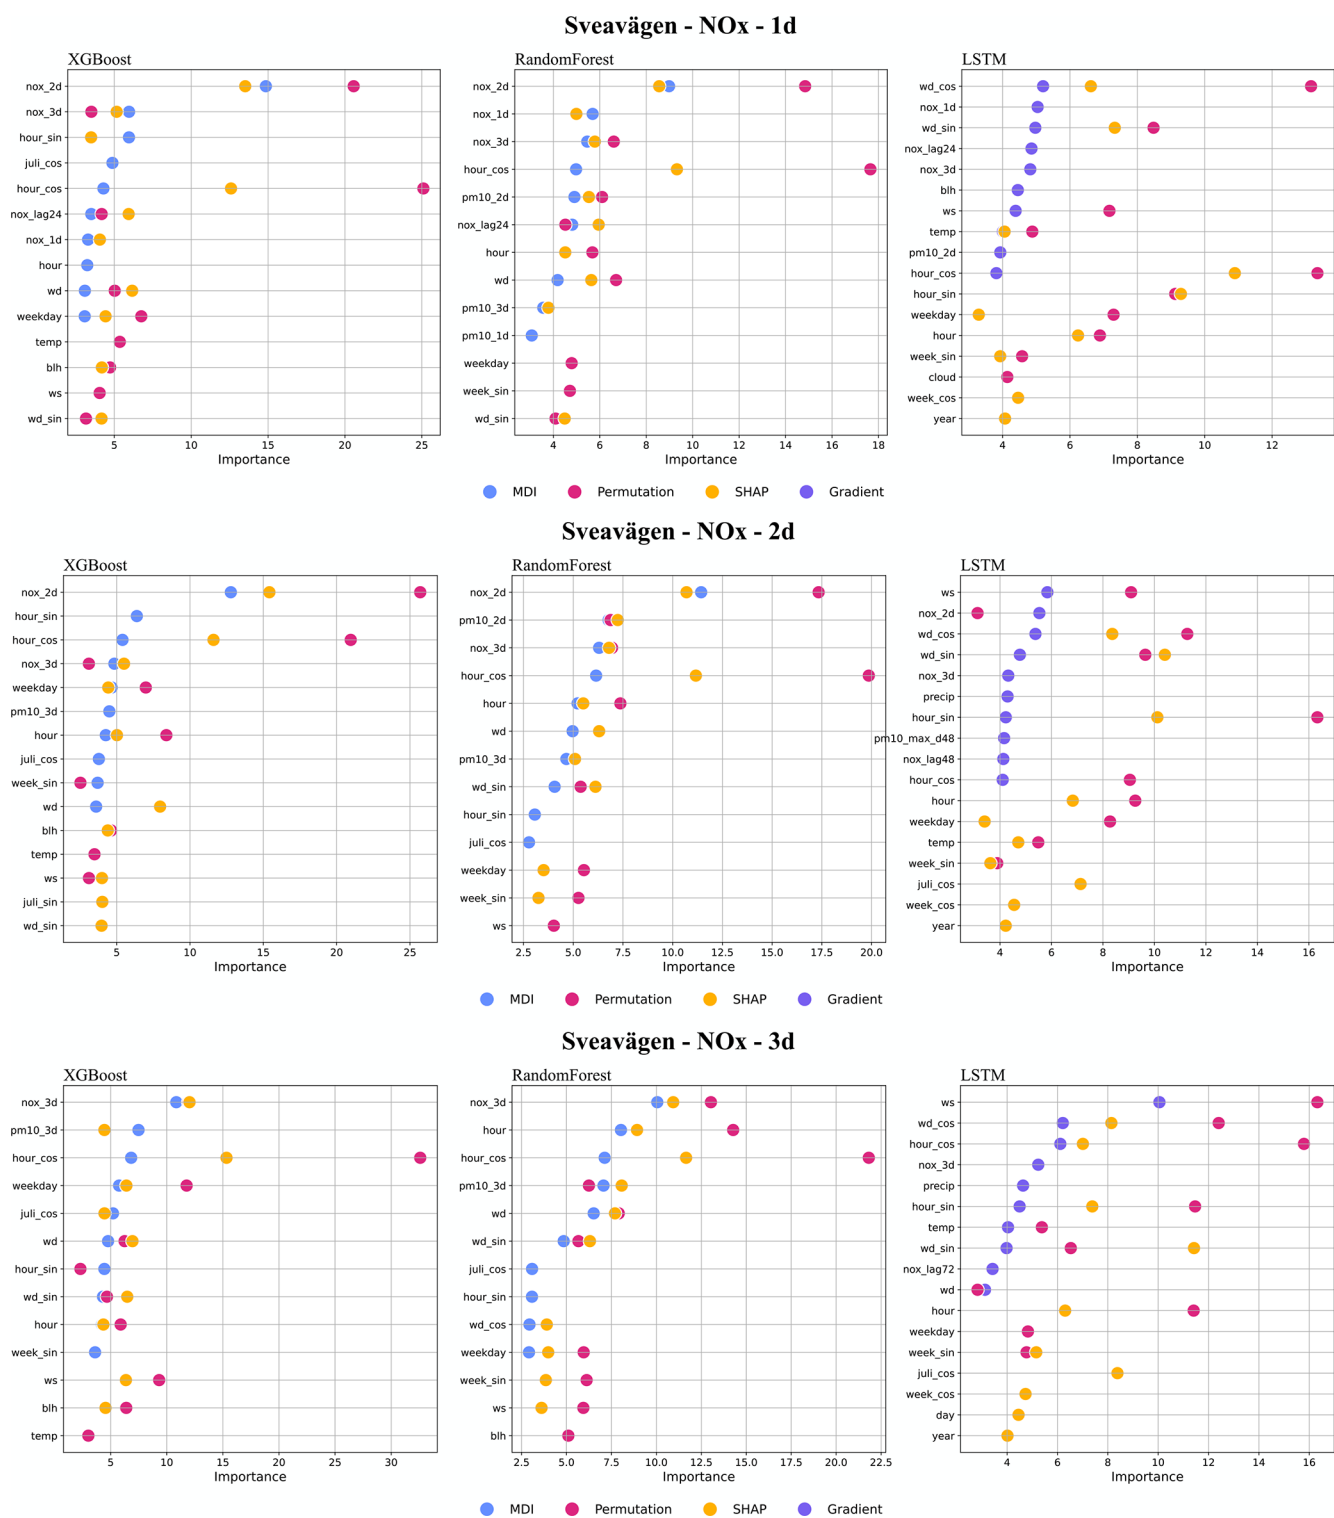 Sveavägen - NOx - 1d
XGBoost
nox_2d
nox_3d
hour_sin
juli_cos
hour_cos
nox_lag24
nox_1d
hour
wd
weekday
temp
blh
ws
wd_sin
5 10 15 20 25
Importance
RandomForest
nox_2d
nox_1d
nox_3d
hour_cos
pm10_2d
nox_lag24
hour
wd
pm10_3d
pm10_1d
weekday
week_sin
wd_sin
4 6 8 10 12 14 16 18
Importance
LSTM
wd_cos
nox_1d
wd_sin
nox_lag24
nox_3d
blh
ws
temp
pm10_2d
hour_cos
hour_sin
weekday
hour
week_sin
cloud
week_cos
year
4 6 8 10 12
Importance
MDI Permutation SHAP Gradient
Sveavägen - NOx - 2d
XGBoost
nox_2d
hour_sin
hour_cos
nox_3d
weekday
pm10_3d
hour
juli_cos
week_sin
wd
blh
temp
ws
juli_sin
wd_sin
5 10 15 20 25
Importance
RandomForest
nox_2d
pm10_2d
nox_3d
hour_cos
hour
wd
pm10_3d
wd_sin
hour_sin
juli_cos
weekday
week_sin
ws
2.5 5.0 7.5 10.0 12.5 15.0 17.5 20.0
Importance
LSTM
ws
nox_2d
wd_cos
wd_sin
nox_3d
precip
hour_sin
pm10_max_d48
nox_lag48
hour_cos
hour
weekday
temp
week_sin
juli_cos
week_cos
year
4 6 8 10 12 14 16
Importance
MDI Permutation SHAP Gradient
Sveavägen - NOx - 3d
XGBoost
nox_3d
pm10_3d
hour_cos
weekday
juli_cos
wd
hour_sin
wd_sin
hour
week_sin
ws
blh
temp
5 10 15 20 25 30
Importance
RandomForest
nox_3d
hour
hour_cos
pm10_3d
wd
wd_sin
juli_cos
hour_sin
wd_cos
weekday
week_sin
ws
blh
2.5 5.0 7.5 10.0 12.5 15.0 17.5 20.0 22.5
Importance
LSTM
ws
wd_cos
hour_cos
nox_3d
precip
hour_sin
temp
wd_sin
nox_lag72
wd
hour
weekday
week_sin
juli_cos
week_cos
day
year
4 6 8 10 12 14 16
Importance
MDI Permutation SHAP Gradient